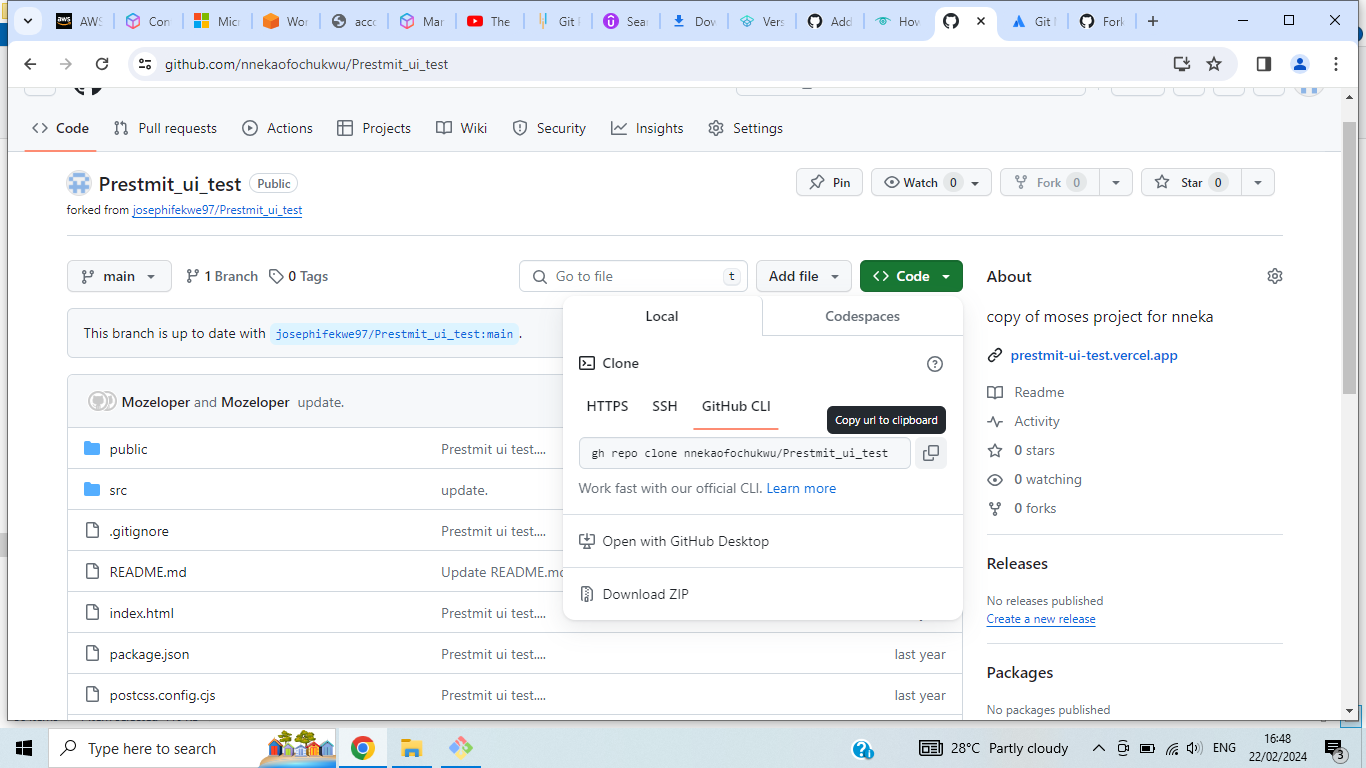 aws AWS Con Micr Wor acco Mar The Git F Sear Dow Vers Add How Git M Fork
github.com/nnekaofochukwu/Prestmit_ui_test
Code Pull requests Actions Projects Wiki Security Insights Settings
Prestmit_ui_test Public Pin Watch 0 Fork 0 Star 0
forked from josephifekwe97/Prestmit_ui_test
main 1 Branch 0 Tags Go to file t Add file Code About
This branch is up to date with josephifekwe97/Prestmit_ui_test:main .
Local Codespaces
copy of moses project for nneka
Clone
prestmit-ui-test.vercel.app
Mozeloper and Mozeloper update.
HTTPS SSH GitHub CLI
Copy url to clipboard
gh repo clone nnekaofochukwu/Prestmit_ui_test
Work fast with our official CLI. Learn more
Open with GitHub Desktop
Download ZIP
public Prestmit ui test....
src update.
.gitignore Prestmit ui test....
README.md Update README.md
index.html Prestmit ui test....
package.json Prestmit ui test.... last year
postcss.config.cjs Prestmit ui test.... last year
Readme
Activity
0 stars
0 watching
0 forks
Releases
No releases published
Create a new release
Packages
No packages published
Type here to search 28°C Partly cloudy ENG 16:48
22/02/2024 3